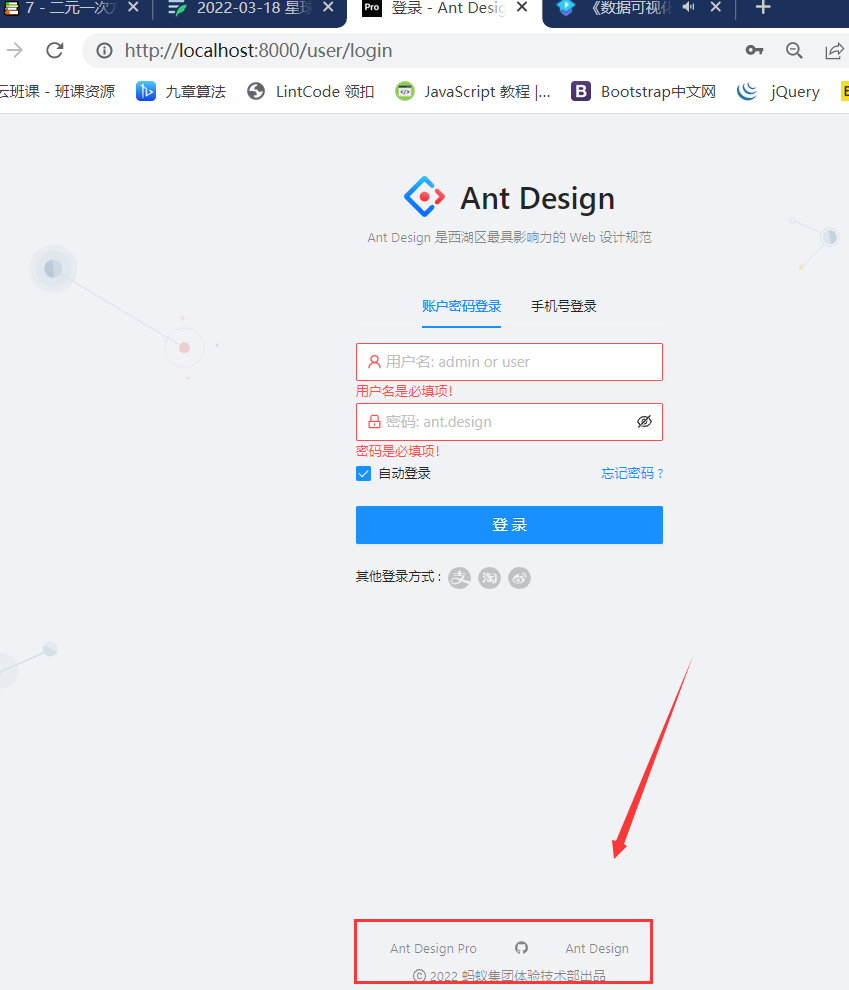 7 - 二元一次方
2022-03-18 星球
Pro 登录 - Ant Desig
《数据可视化
http://localhost:8000/user/login
云班课 - 班课资源
九章算法
LintCode 领扣
JavaScript 教程 |...
B Bootstrap中文网
jQuery
Ant Design
Ant Design 是西湖区最具影响力的 Web 设计规范
账户密码登录 手机号登录
用户名: admin or user
用户名是必填项!
密码: ant.design
密码是必填项!
自动登录 忘记密码 ?
登 录
其他登录方式 : 支 淘
Ant Design Pro Ant Design
© 2022 蚂蚁集团体验技术部出品